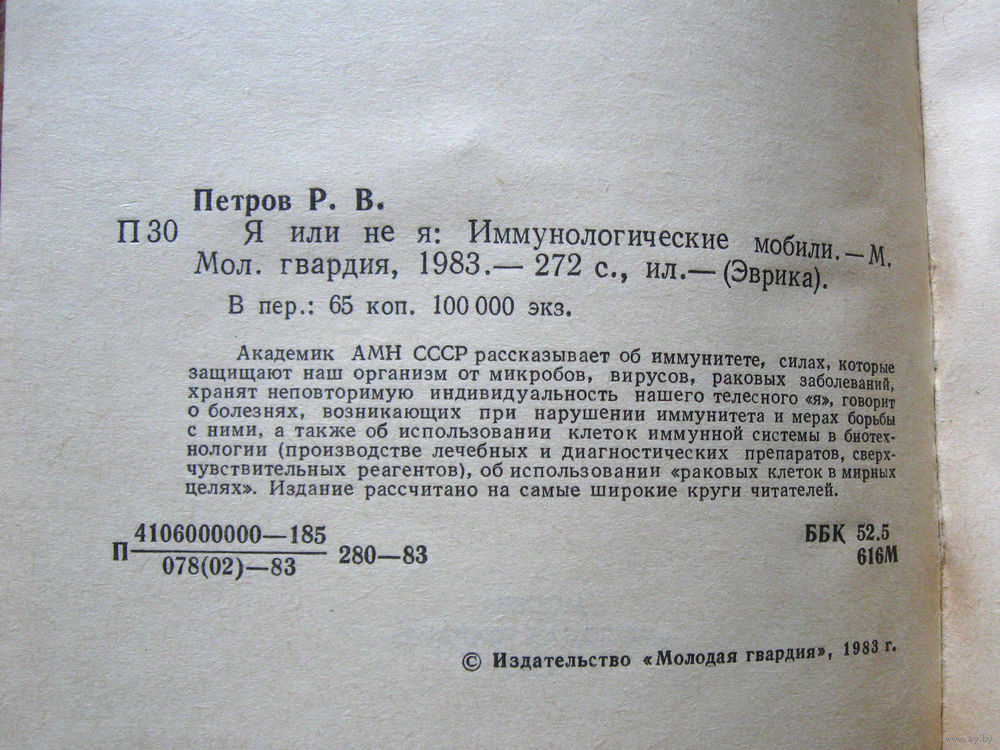 Петров Р. В.
П 30 Я или не я: Иммунологические мобили.— М.
Мол. гвардия, 1983.— 272 с., ил.— (Эврика).
В пер.: 65 коп. 100 000 экз.
Академик АМН СССР рассказывает об иммунитете, силах, которые
защищают наш организм от микробов, вирусов, раковых заболеваний,
хранят неповторимую индивидуальность нашего телесного «я», говорит
о болезнях, возникающих при нарушении иммунитета и мерах борьбы
с ними, а также об использовании клеток иммунной системы в биотех-
нологии (производстве лечебных и диагностических препаратов, сверх-
чувствительных реагентов), об использовании «раковых клеток в мирных
целях». Издание рассчитано на самые широкие круги читателей.
П 4106000000—185
078(02)—83
280—83
ББК 52.5
616М
© Издательство «Молодая гвардия», 1983 г.
www.ay.by